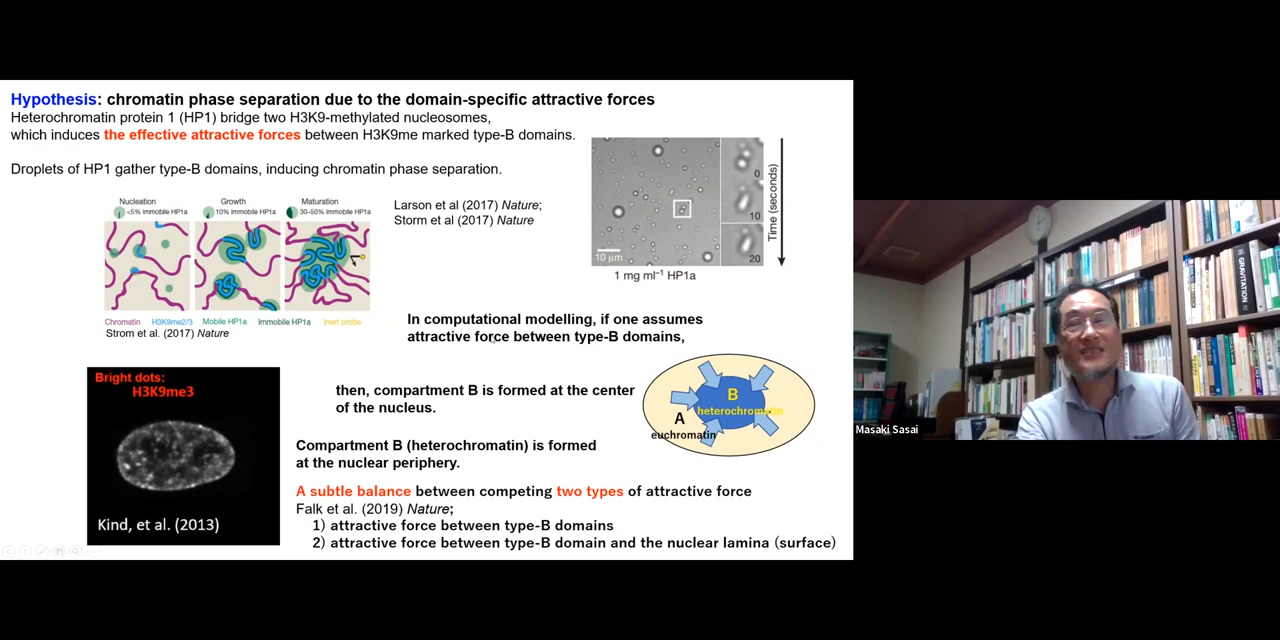 Hypothesis: chromatin phase separation due to the domain-specific attractive forces
Heterochromatin protein 1 (HP1) bridge two H3K9-methylated nucleosomes,
which induces the effective attractive forces between H3K9me marked type-B domains.
Droplets of HP1 gather type-B domains, inducing chromatin phase separation.
Nucleation
<5% immobile HP1a
Growth
10% immobile HP1a
Maturation
30–50% immobile HP1a
Chromatin
H3K9me2/3
Mobile HP1a
Immobile HP1a
Inert probe
Strom et al. (2017) Nature
Larson et al (2017) Nature;
Storm et al (2017) Nature
10 µm
0
10
20
Time (seconds)
1 mg ml⁻¹ HP1a
In computational modelling, if one assumes
attractive force between type-B domains,
then, compartment B is formed at the center
of the nucleus.
B
heterochromatin
A
euchromatin
Bright dots:
H3K9me3
Kind, et al. (2013)
Compartment B (heterochromatin) is formed
at the nuclear periphery.
A subtle balance between competing two types of attractive force
Falk et al. (2019) Nature;
1) attractive force between type-B domains
2) attractive force between type-B domain and the nuclear lamina (surface)
GRAVITATION
Masaki Sasai